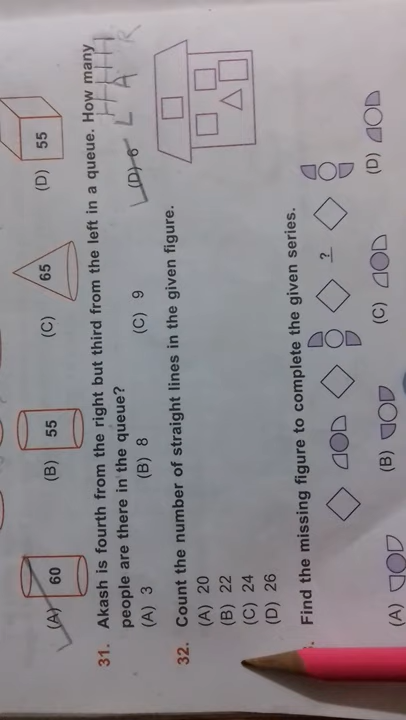 (A) 60 (B) 55 (C) 65 (D) 55
31. Akash is fourth from the right but third from the left in a queue. How many
people are there in the queue?
(A) 3 (B) 8 (C) 9 (D) 6
L A R
32. Count the number of straight lines in the given figure.
(A) 20
(B) 22
(C) 24
(D) 26
Find the missing figure to complete the given series.
?
(A) (B) (C) (D)